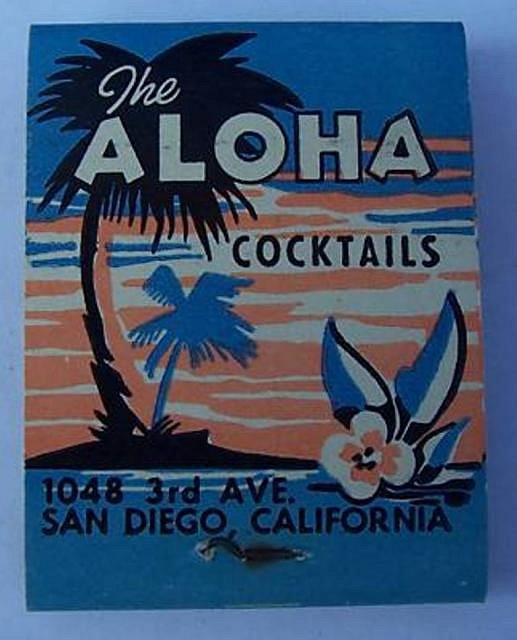 The
ALOHA
COCKTAILS
1048 3rd AVE.
SAN DIEGO, CALIFORNIA